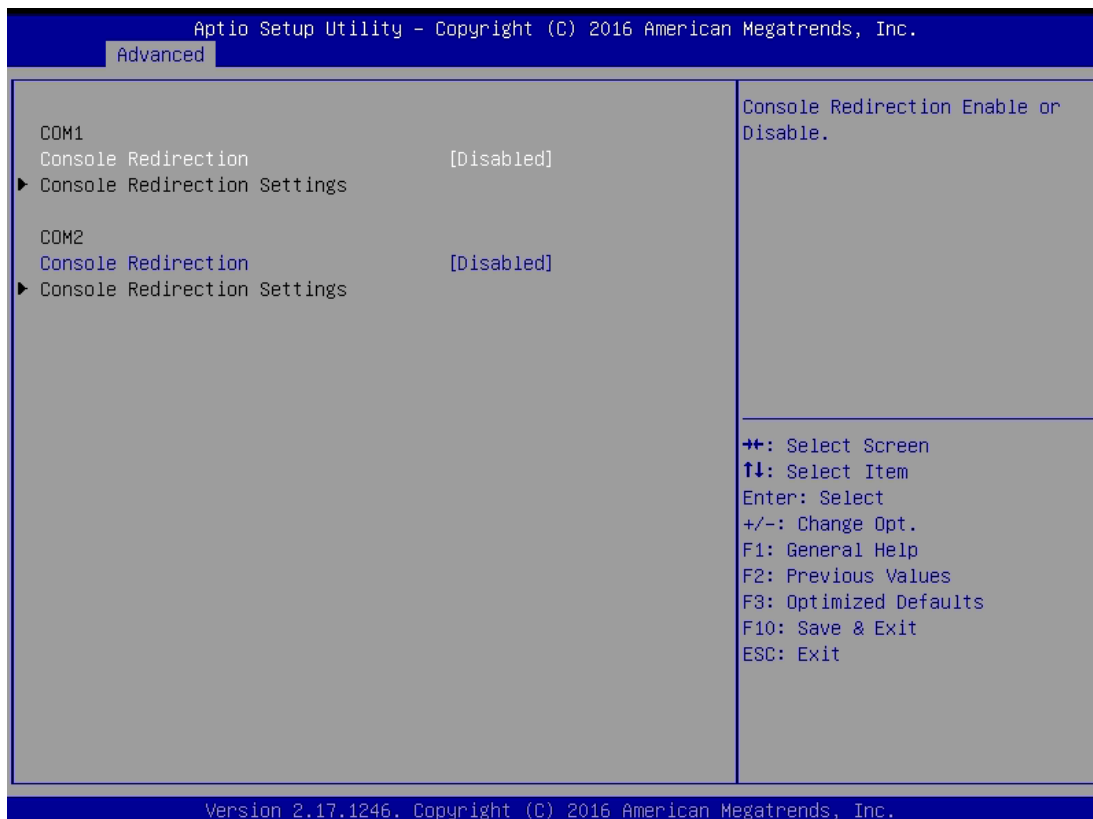 Aptio Setup Utility – Copyright (C) 2016 American Megatrends, Inc.
Advanced
COM1
Console Redirection [Disabled]
► Console Redirection Settings
COM2
Console Redirection [Disabled]
► Console Redirection Settings
Console Redirection Enable or
Disable.
→←: Select Screen
↑↓: Select Item
Enter: Select
+/-: Change Opt.
F1: General Help
F2: Previous Values
F3: Optimized Defaults
F10: Save & Exit
ESC: Exit
Version 2.17.1246. Copyright (C) 2016 American Megatrends, Inc.